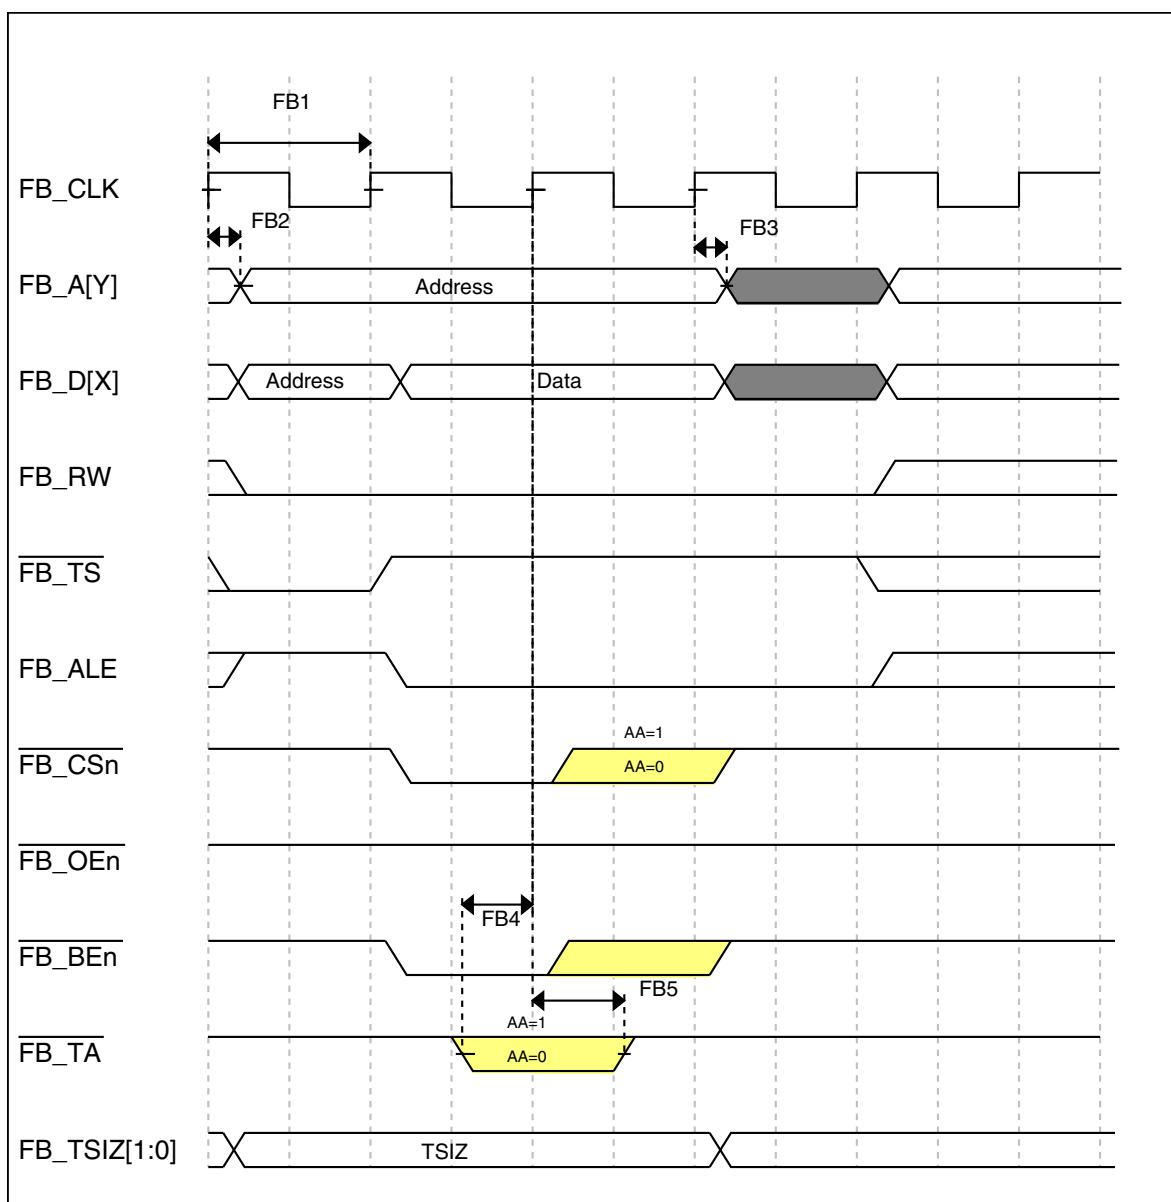 FB1
FB_CLK
FB2
FB3
FB_A[Y]
Address
FB_D[X]
Address
Data
FB_RW
FB_TS
FB_ALE
AA=1
FB_CSn
AA=0
FB_OEn
FB4
FB_BEn
FB5
AA=1
FB_TA
AA=0
FB_TSIZ[1:0]
TSIZ